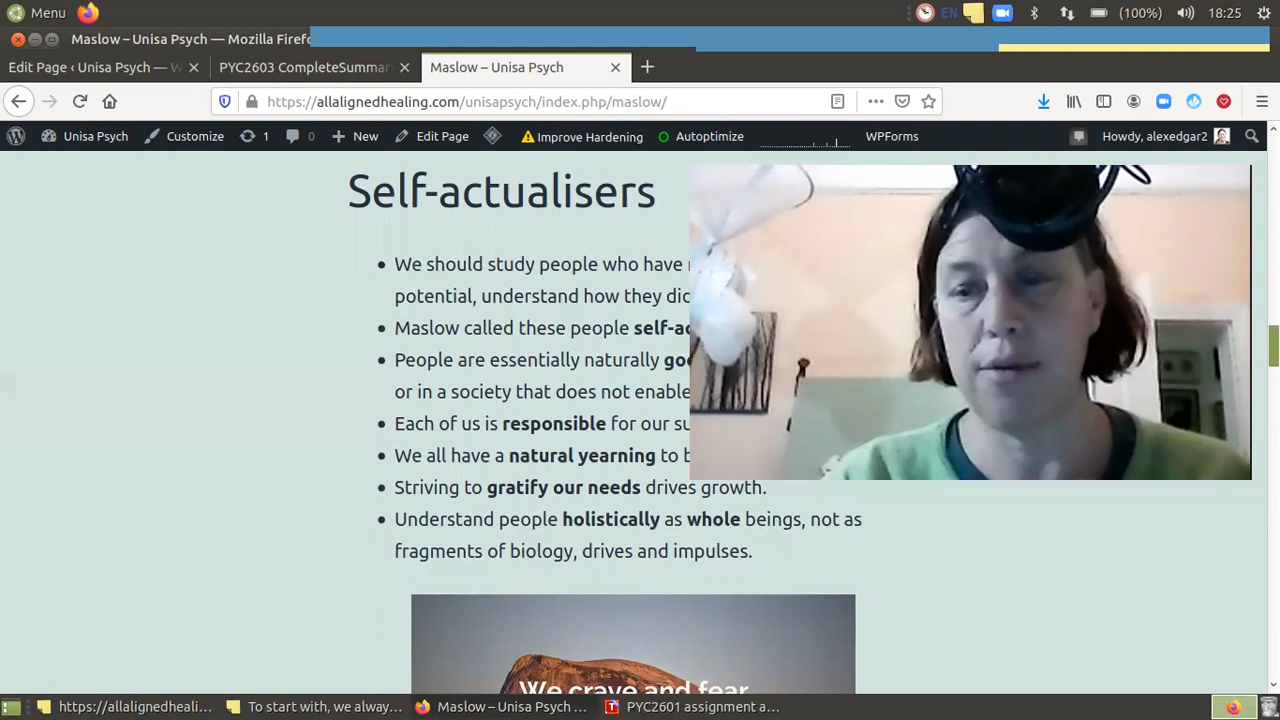 Menu
EN
(100%)
18:25
Maslow – Unisa Psych — Mozilla Firef
Edit Page ‹ Unisa Psych — W
PYC2603 CompleteSummar
Maslow – Unisa Psych
https://allalignedhealing.com/unisapsych/index.php/maslow/
Unisa Psych
Customize
1
0
New
Edit Page
Improve Hardening
Autoptimize
WPForms
Howdy, alexedgar2
Self-actualisers
We should study people who have
potential, understand how they did
Maslow called these people self-ac
People are essentially naturally goo
or in a society that does not enable
Each of us is responsible for our su
We all have a natural yearning to b
Striving to gratify our needs drives growth.
Understand people holistically as whole beings, not as
fragments of biology, drives and impulses.
We crave and fear
https://allalignedheali...
To start with, we alway...
Maslow – Unisa Psych ...
PYC2601 assignment a...